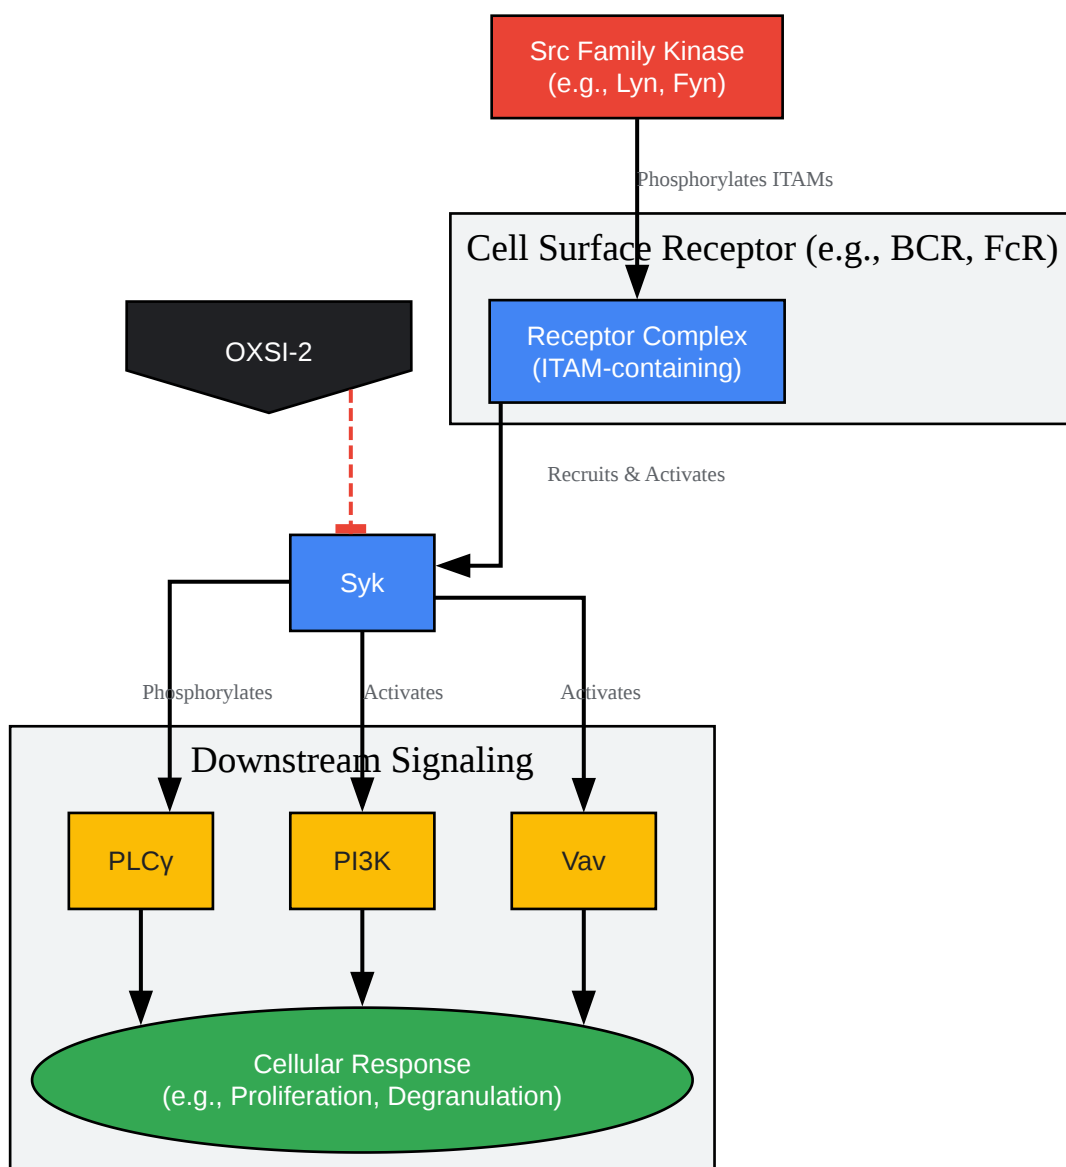 Src Family Kinase
(e.g., Lyn, Fyn)
Phosphorylates ITAMs
Cell Surface Receptor (e.g., BCR, FcR)
Receptor Complex
(ITAM-containing)
OXSI-2
Recruits & Activates
Syk
Phosphorylates
Activates
Activates
Downstream Signaling
PLCγ
PI3K
Vav
Cellular Response
(e.g., Proliferation, Degranulation)